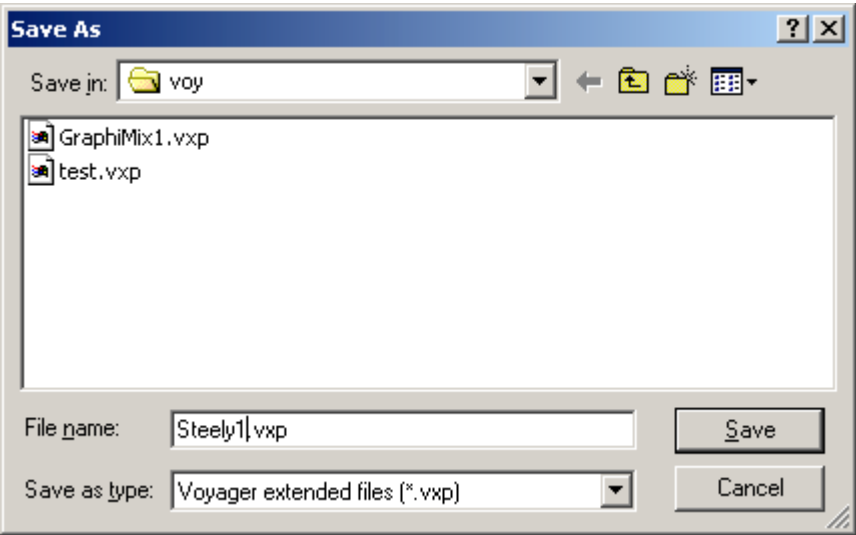 Save As
Save in: voy
GraphiMix1.vxp
test.vxp
File name: Steely1.vxp Save
Save as type: Voyager extended files (*.vxp) Cancel